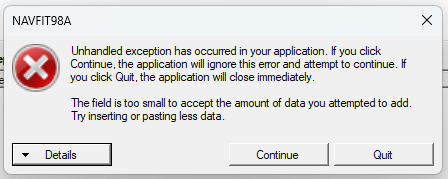 NAVFIT98A
Unhandled exception has occurred in your application. If you click
Continue, the application will ignore this error and attempt to continue. If
you click Quit, the application will close immediately.
The field is too small to accept the amount of data you attempted to add.
Try inserting or pasting less data.
Details
Continue
Quit